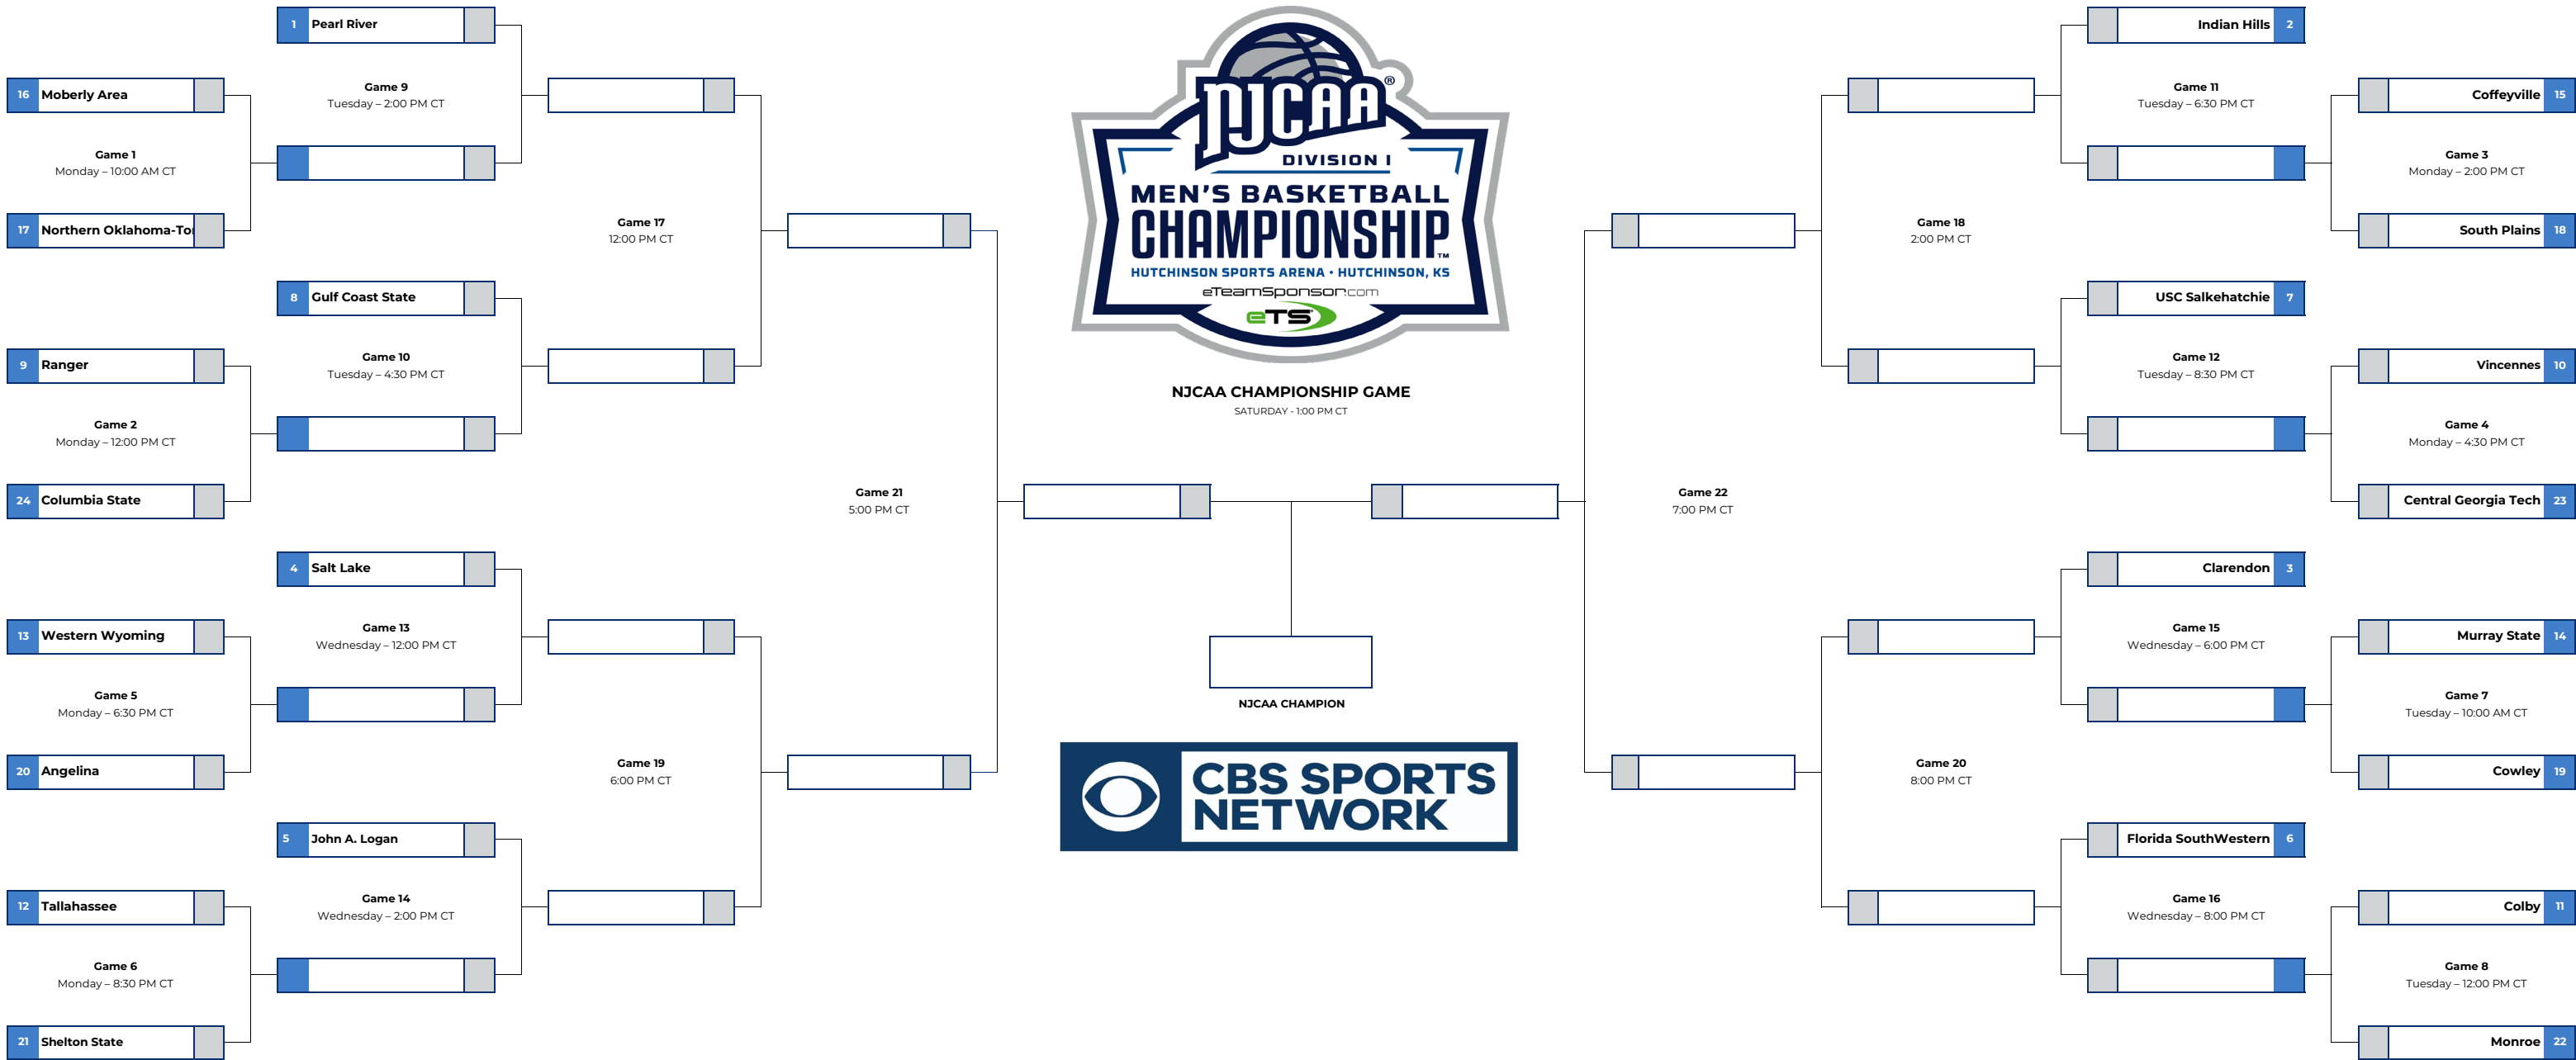 1 Pearl River
Game 9
Tuesday – 2:00 PM CT
16 Moberly Area
Game 1
Monday – 10:00 AM CT
17 Northern Oklahoma-To
Game 17
12:00 PM CT
8 Gulf Coast State
9 Ranger
Game 10
Tuesday – 4:30 PM CT
Game 2
Monday – 12:00 PM CT
24 Columbia State
Game 21
5:00 PM CT
4 Salt Lake
13 Western Wyoming
Game 13
Wednesday – 12:00 PM CT
Game 5
Monday – 6:30 PM CT
20 Angelina
Game 19
6:00 PM CT
5 John A. Logan
12 Tallahassee
Game 14
Wednesday – 2:00 PM CT
Game 6
Monday – 8:30 PM CT
21 Shelton State
NJCAA ®
DIVISION I
MEN'S BASKETBALL
CHAMPIONSHIP™
HUTCHINSON SPORTS ARENA • HUTCHINSON, KS
eTeamSponsor.com
eTS
NJCAA CHAMPIONSHIP GAME
SATURDAY - 1:00 PM CT
NJCAA CHAMPION
CBS SPORTS
NETWORK
Indian Hills 2
Game 11
Tuesday – 6:30 PM CT
Coffeyville 15
Game 3
Monday – 2:00 PM CT
South Plains 18
Game 18
2:00 PM CT
USC Salkehatchie 7
Game 12
Tuesday – 8:30 PM CT
Vincennes 10
Game 4
Monday – 4:30 PM CT
Central Georgia Tech 23
Game 22
7:00 PM CT
Clarendon 3
Game 15
Wednesday – 6:00 PM CT
Murray State 14
Game 7
Tuesday – 10:00 AM CT
Cowley 19
Game 20
8:00 PM CT
Florida SouthWestern 6
Game 16
Wednesday – 8:00 PM CT
Colby 11
Game 8
Tuesday – 12:00 PM CT
Monroe 22